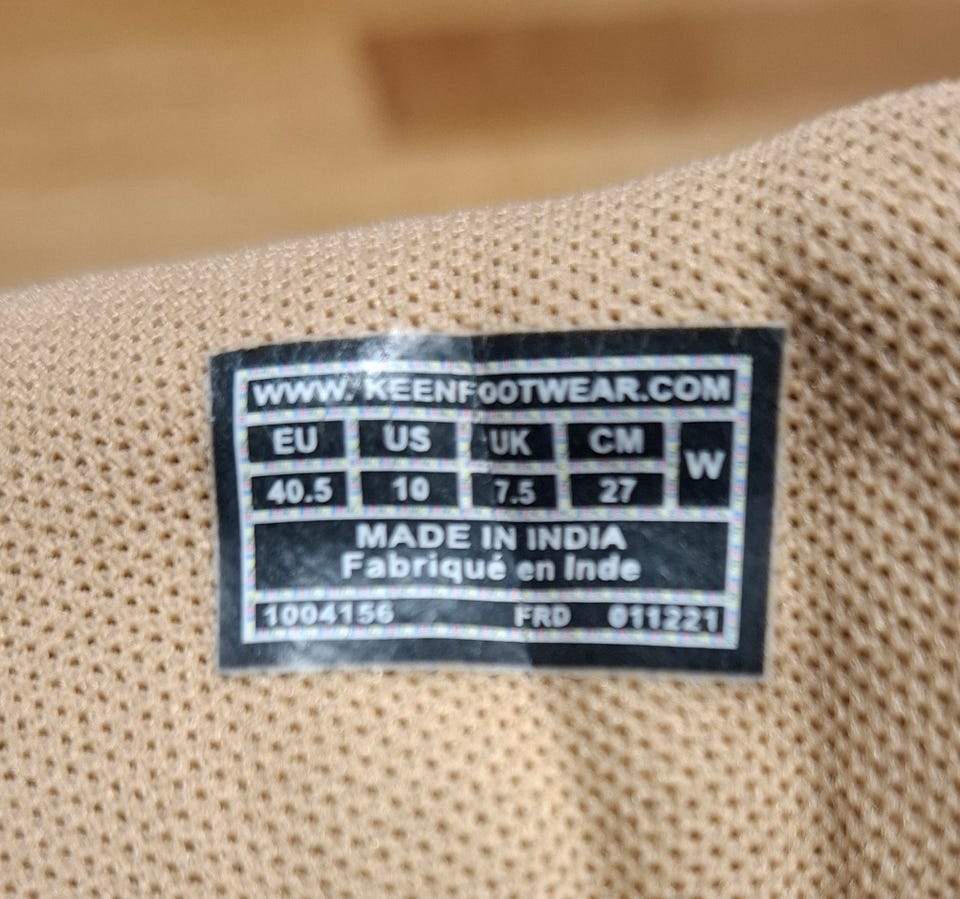 WWW.KEENFOOTWEAR.COM
EU US UK CM W
40.5 10 7.5 27
MADE IN INDIA
Fabriqué en Inde
1004156 FRD 011221